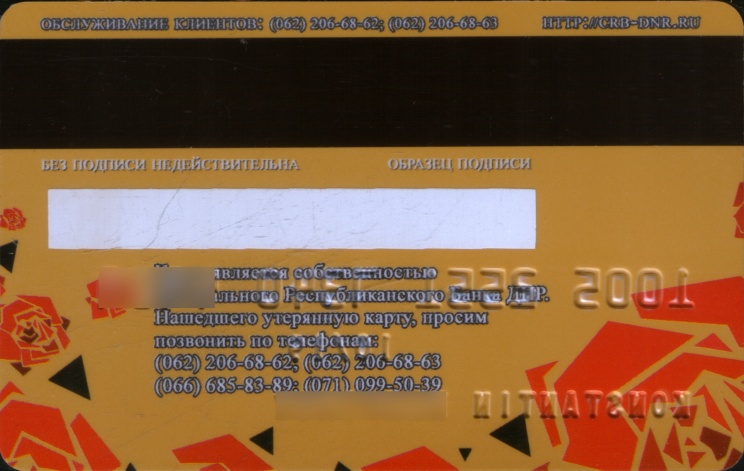 ОБСЛУЖИВАНИЕ КЛИЕНТОВ: (062) 206-68-62; (062) 206-68-63 HTTP://CRB-DNR.RU
БЕЗ ПОДПИСИ НЕДЕЙСТВИТЕЛЬНА ОБРАЗЕЦ ПОДПИСИ
является собственностью
Республиканского Банка ДНР.
Нашедшего утерянную карту, просим
позвонить по телефонам:
(062) 206-68-62; (062) 206-68-63
(066) 685-83-89; (071) 099-50-39
KONSTANTIN